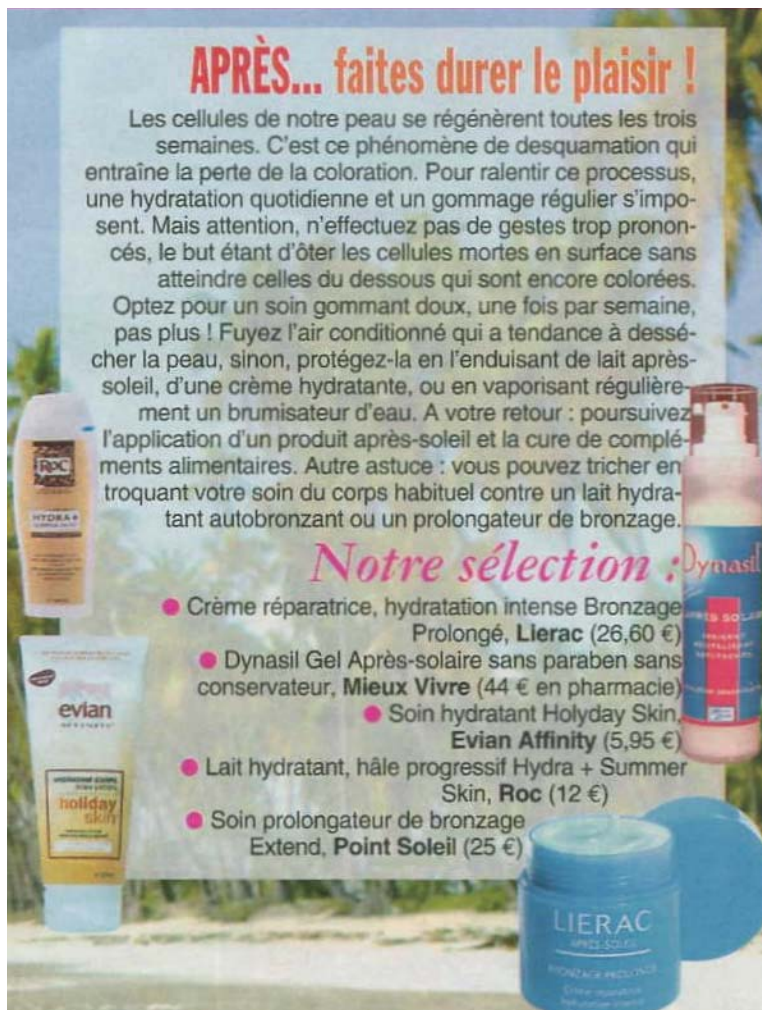 APRÈS... faites durer le plaisir !
Les cellules de notre peau se régénèrent toutes les trois
semaines. C'est ce phénomène de desquamation qui
entraîne la perte de la coloration. Pour ralentir ce processus,
une hydratation quotidienne et un gommage régulier s'impo-
sent. Mais attention, n'effectuez pas de gestes trop pronon-
cés, le but étant d'ôter les cellules mortes en surface sans
atteindre celles du dessous qui sont encore colorées.
Optez pour un soin gommant doux, une fois par semaine,
pas plus ! Fuyez l'air conditionné qui a tendance à dessé-
cher la peau, sinon, protégez-la en l'enduisant de lait après-
soleil, d'une crème hydratante, ou en vaporisant régulière-
ment un brumisateur d'eau. A votre retour : poursuivez
l'application d'un produit après-soleil et la cure de complé-
ments alimentaires. Autre astuce : vous pouvez tricher en
troquant votre soin du corps habituel contre un lait hydra-
tant autobronzant ou un prolongateur de bronzage.
Notre sélection :
Crème réparatrice, hydratation intense Bronzage
Prolongé, Lierac (26,60 €)
Dynasil Gel Après-solaire sans paraben sans
conservateur, Mieux Vivre (44 € en pharmacie)
Soin hydratant Holyday Skin,
Evian Affinity (5,95 €)
Lait hydratant, hâle progressif Hydra + Summer
Skin, Roc (12 €)
Soin prolongateur de bronzage
Extend, Point Soleil (25 €)
RoC
HYDRA+
evian
AFFINITY
holiday
skin
Dynasil
APRÈS SOLAIRE
LIERAC
APRÈS-SOLEIL
BRONZAGE PROLONGÉ